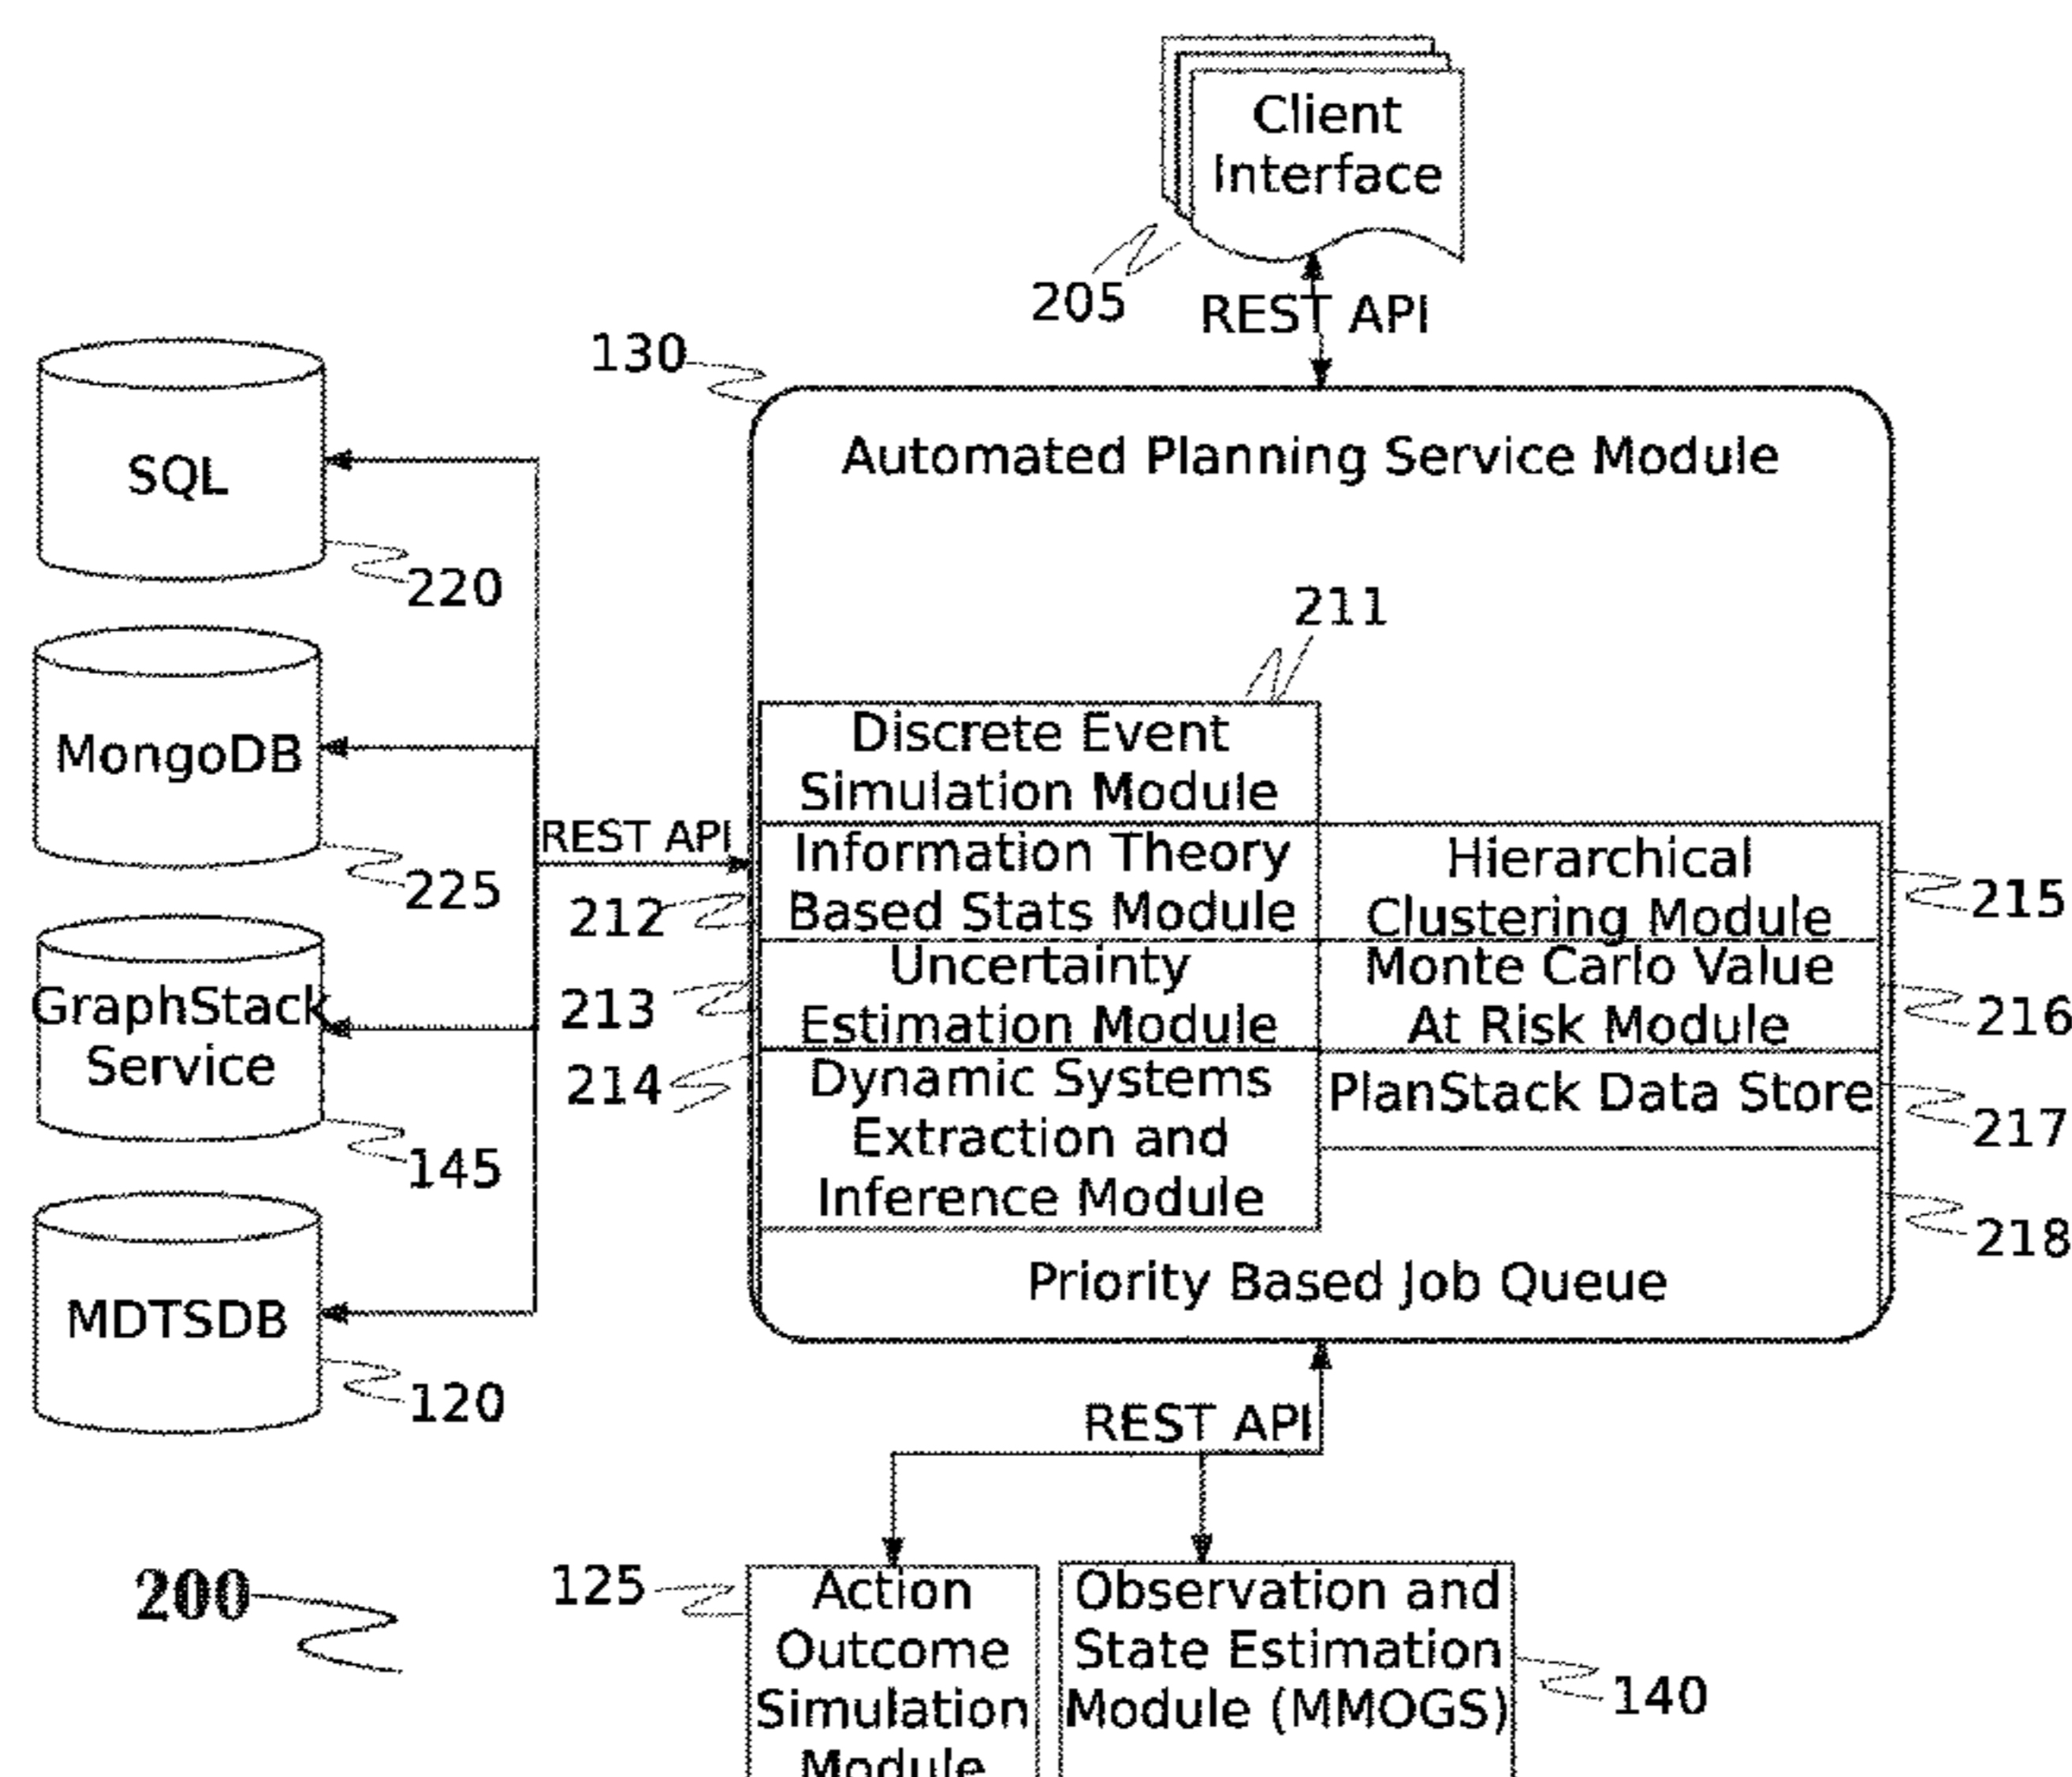 Client
Interface
205
REST API
130
Automated Planning Service Module
SQL
220
211
MongoDB
225
Discrete Event
Simulation Module
REST API
Information Theory
Based Stats Module
212
Hierarchical
Clustering Module
215
GraphStack
Service
145
Uncertainty
Estimation Module
213
Monte Carlo Value
At Risk Module
216
214
Dynamic Systems
Extraction and
Inference Module
PlanStack Data Store
217
218
MDTSDB
120
Priority Based Job Queue
REST API
200
125
Action
Outcome
Simulation
Module
Observation and
State Estimation
Module (MMOGS)
140